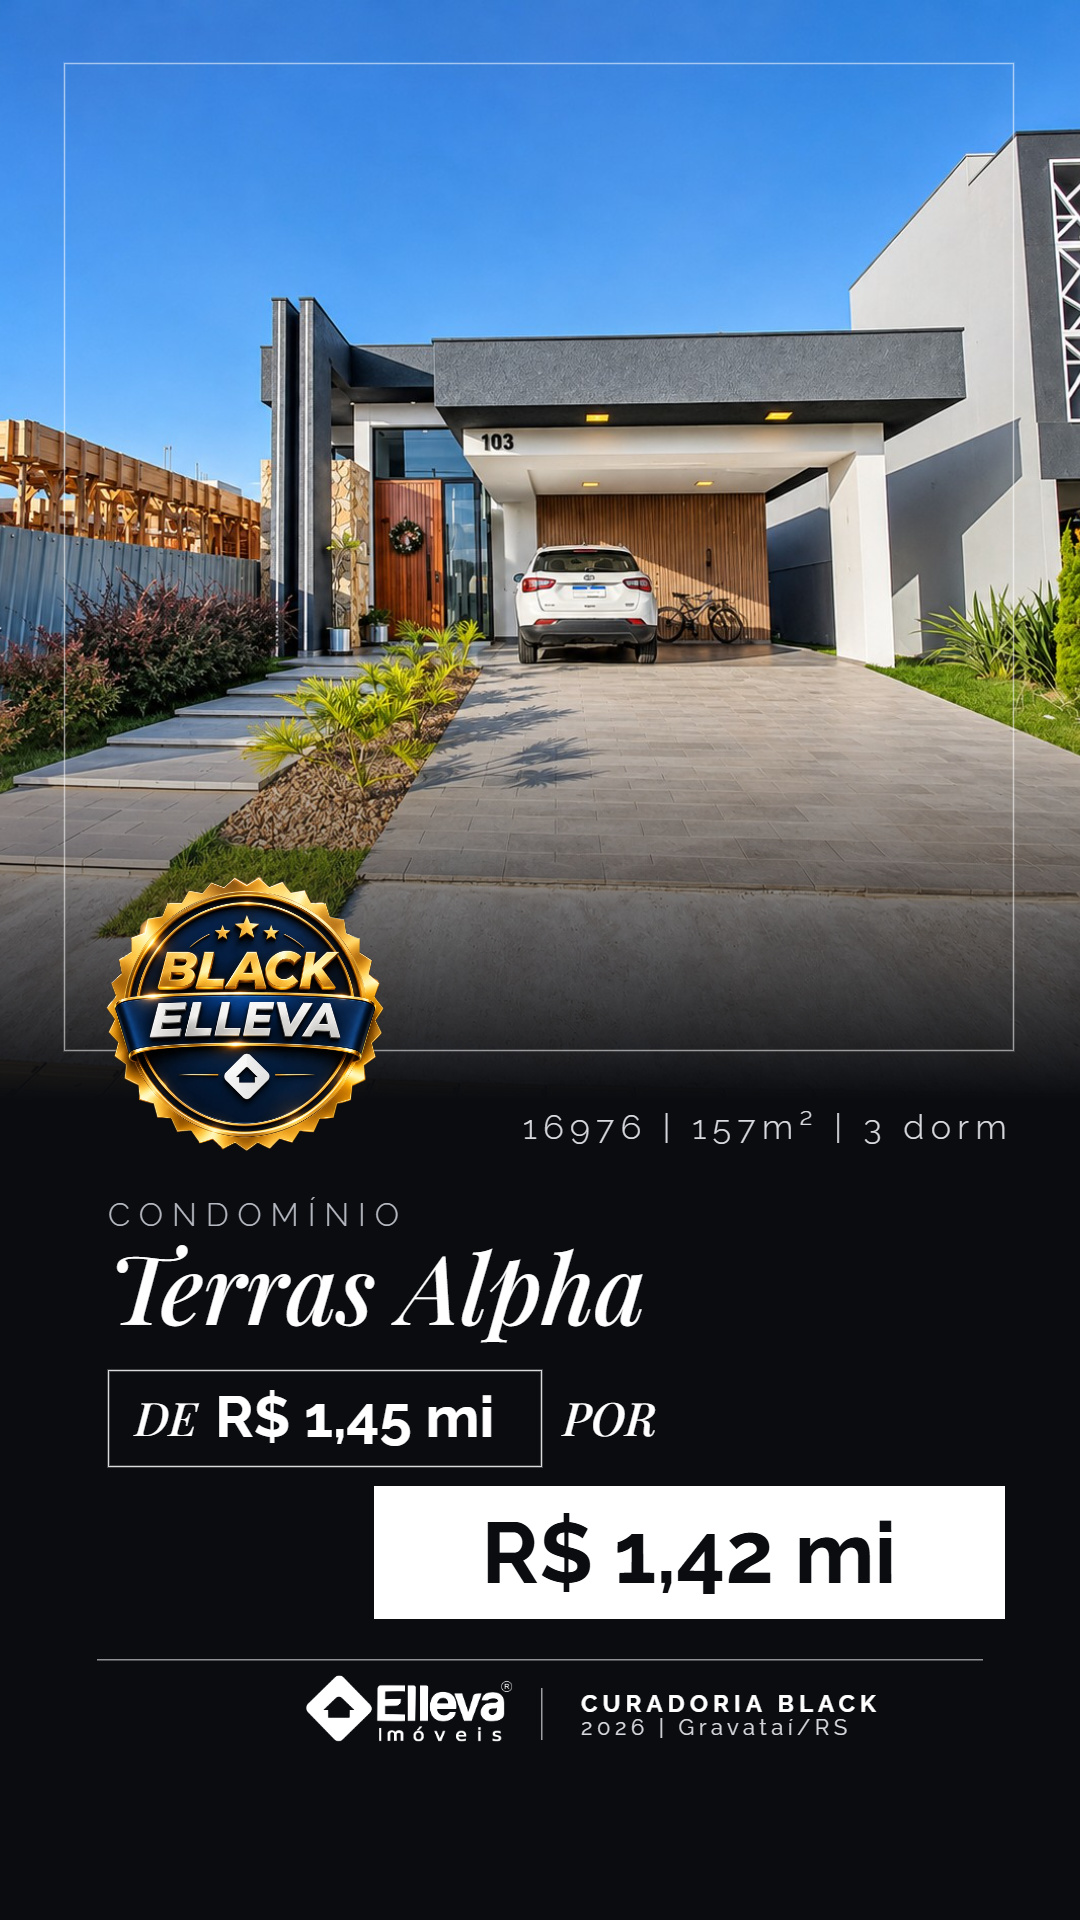 103
BLACK
ELLEVA
16976 | 157m² | 3 dorm
CONDOMÍNIO
Terras Alpha
DE R$ 1,45 mi POR
R$ 1,42 mi
Elleva®
Imóveis
CURADORIA BLACK
2026 | Gravataí/RS